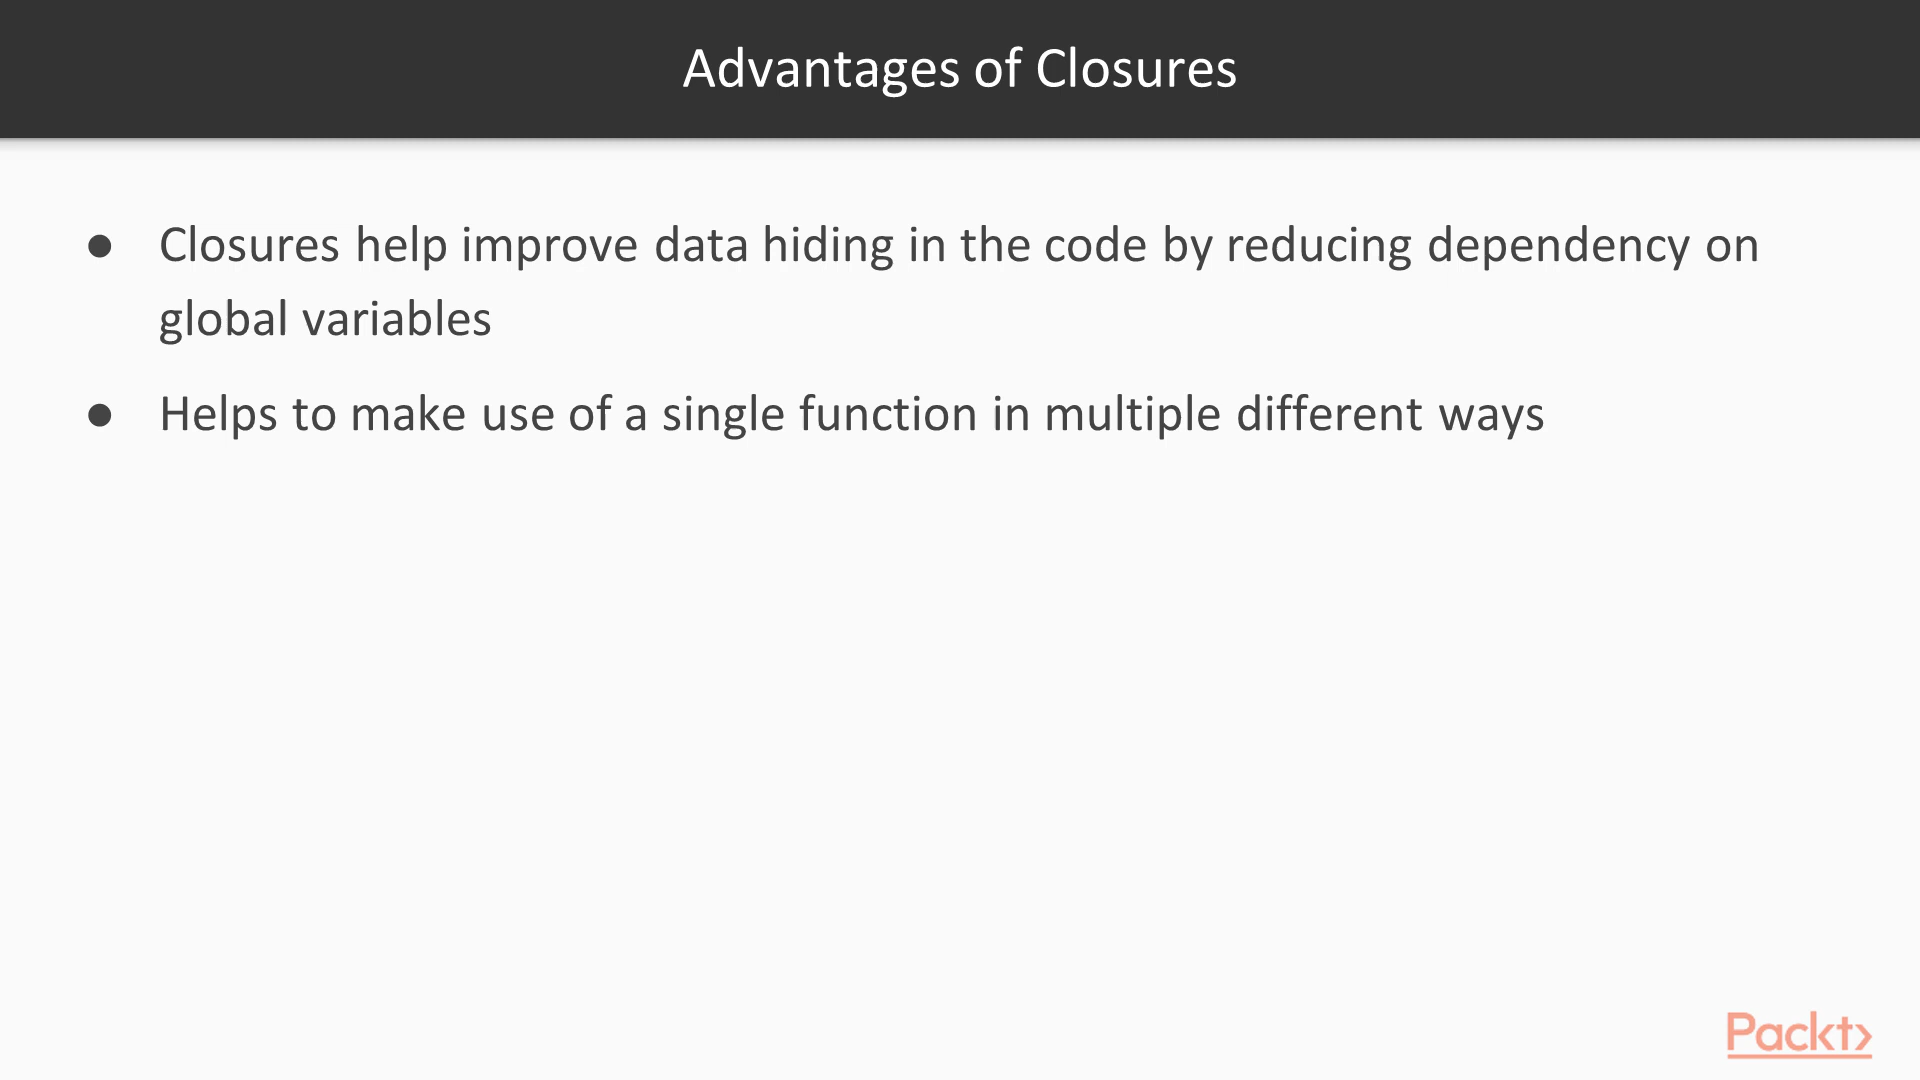 Advantages of Closures
● Closures help improve data hiding in the code by reducing dependency on
global variables
● Helps to make use of a single function in multiple different ways
Packt>